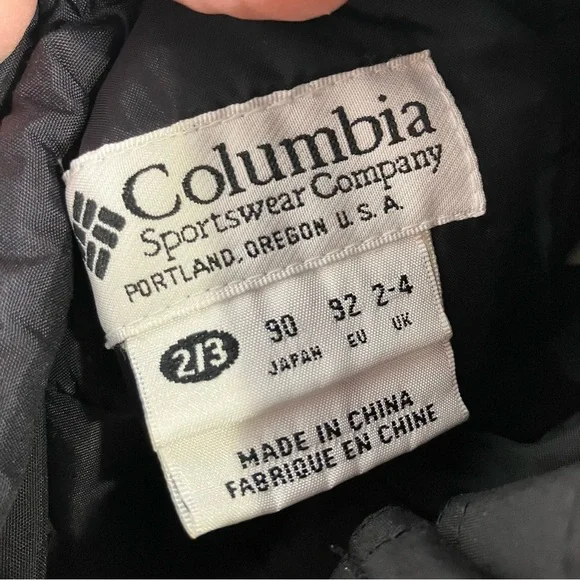 Columbia
Sportswear Company
PORTLAND, OREGON U.S.A.
2/3 90 92 2-4
JAPAN EU UK
MADE IN CHINA
FABRIQUE EN CHINE